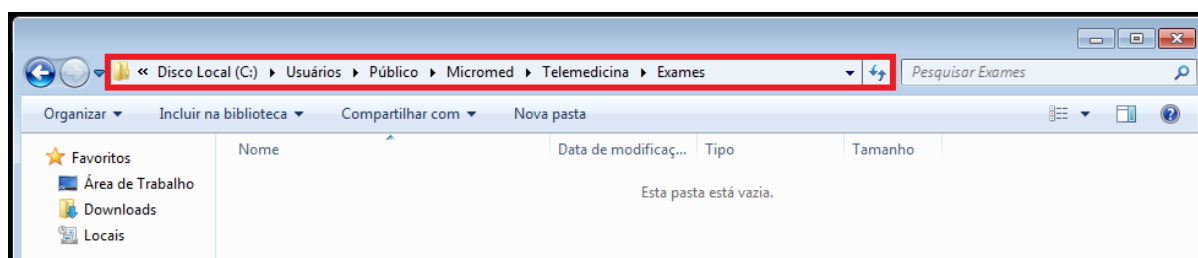 « Disco Local (C:) ▸ Usuários ▸ Público ▸ Micromed ▸ Telemedicina ▸ Exames
Pesquisar Exames
Organizar ▾ Incluir na biblioteca ▾ Compartilhar com ▾ Nova pasta
Nome Data de modificaç... Tipo Tamanho
Favoritos
Área de Trabalho
Downloads
Locais
Esta pasta está vazia.